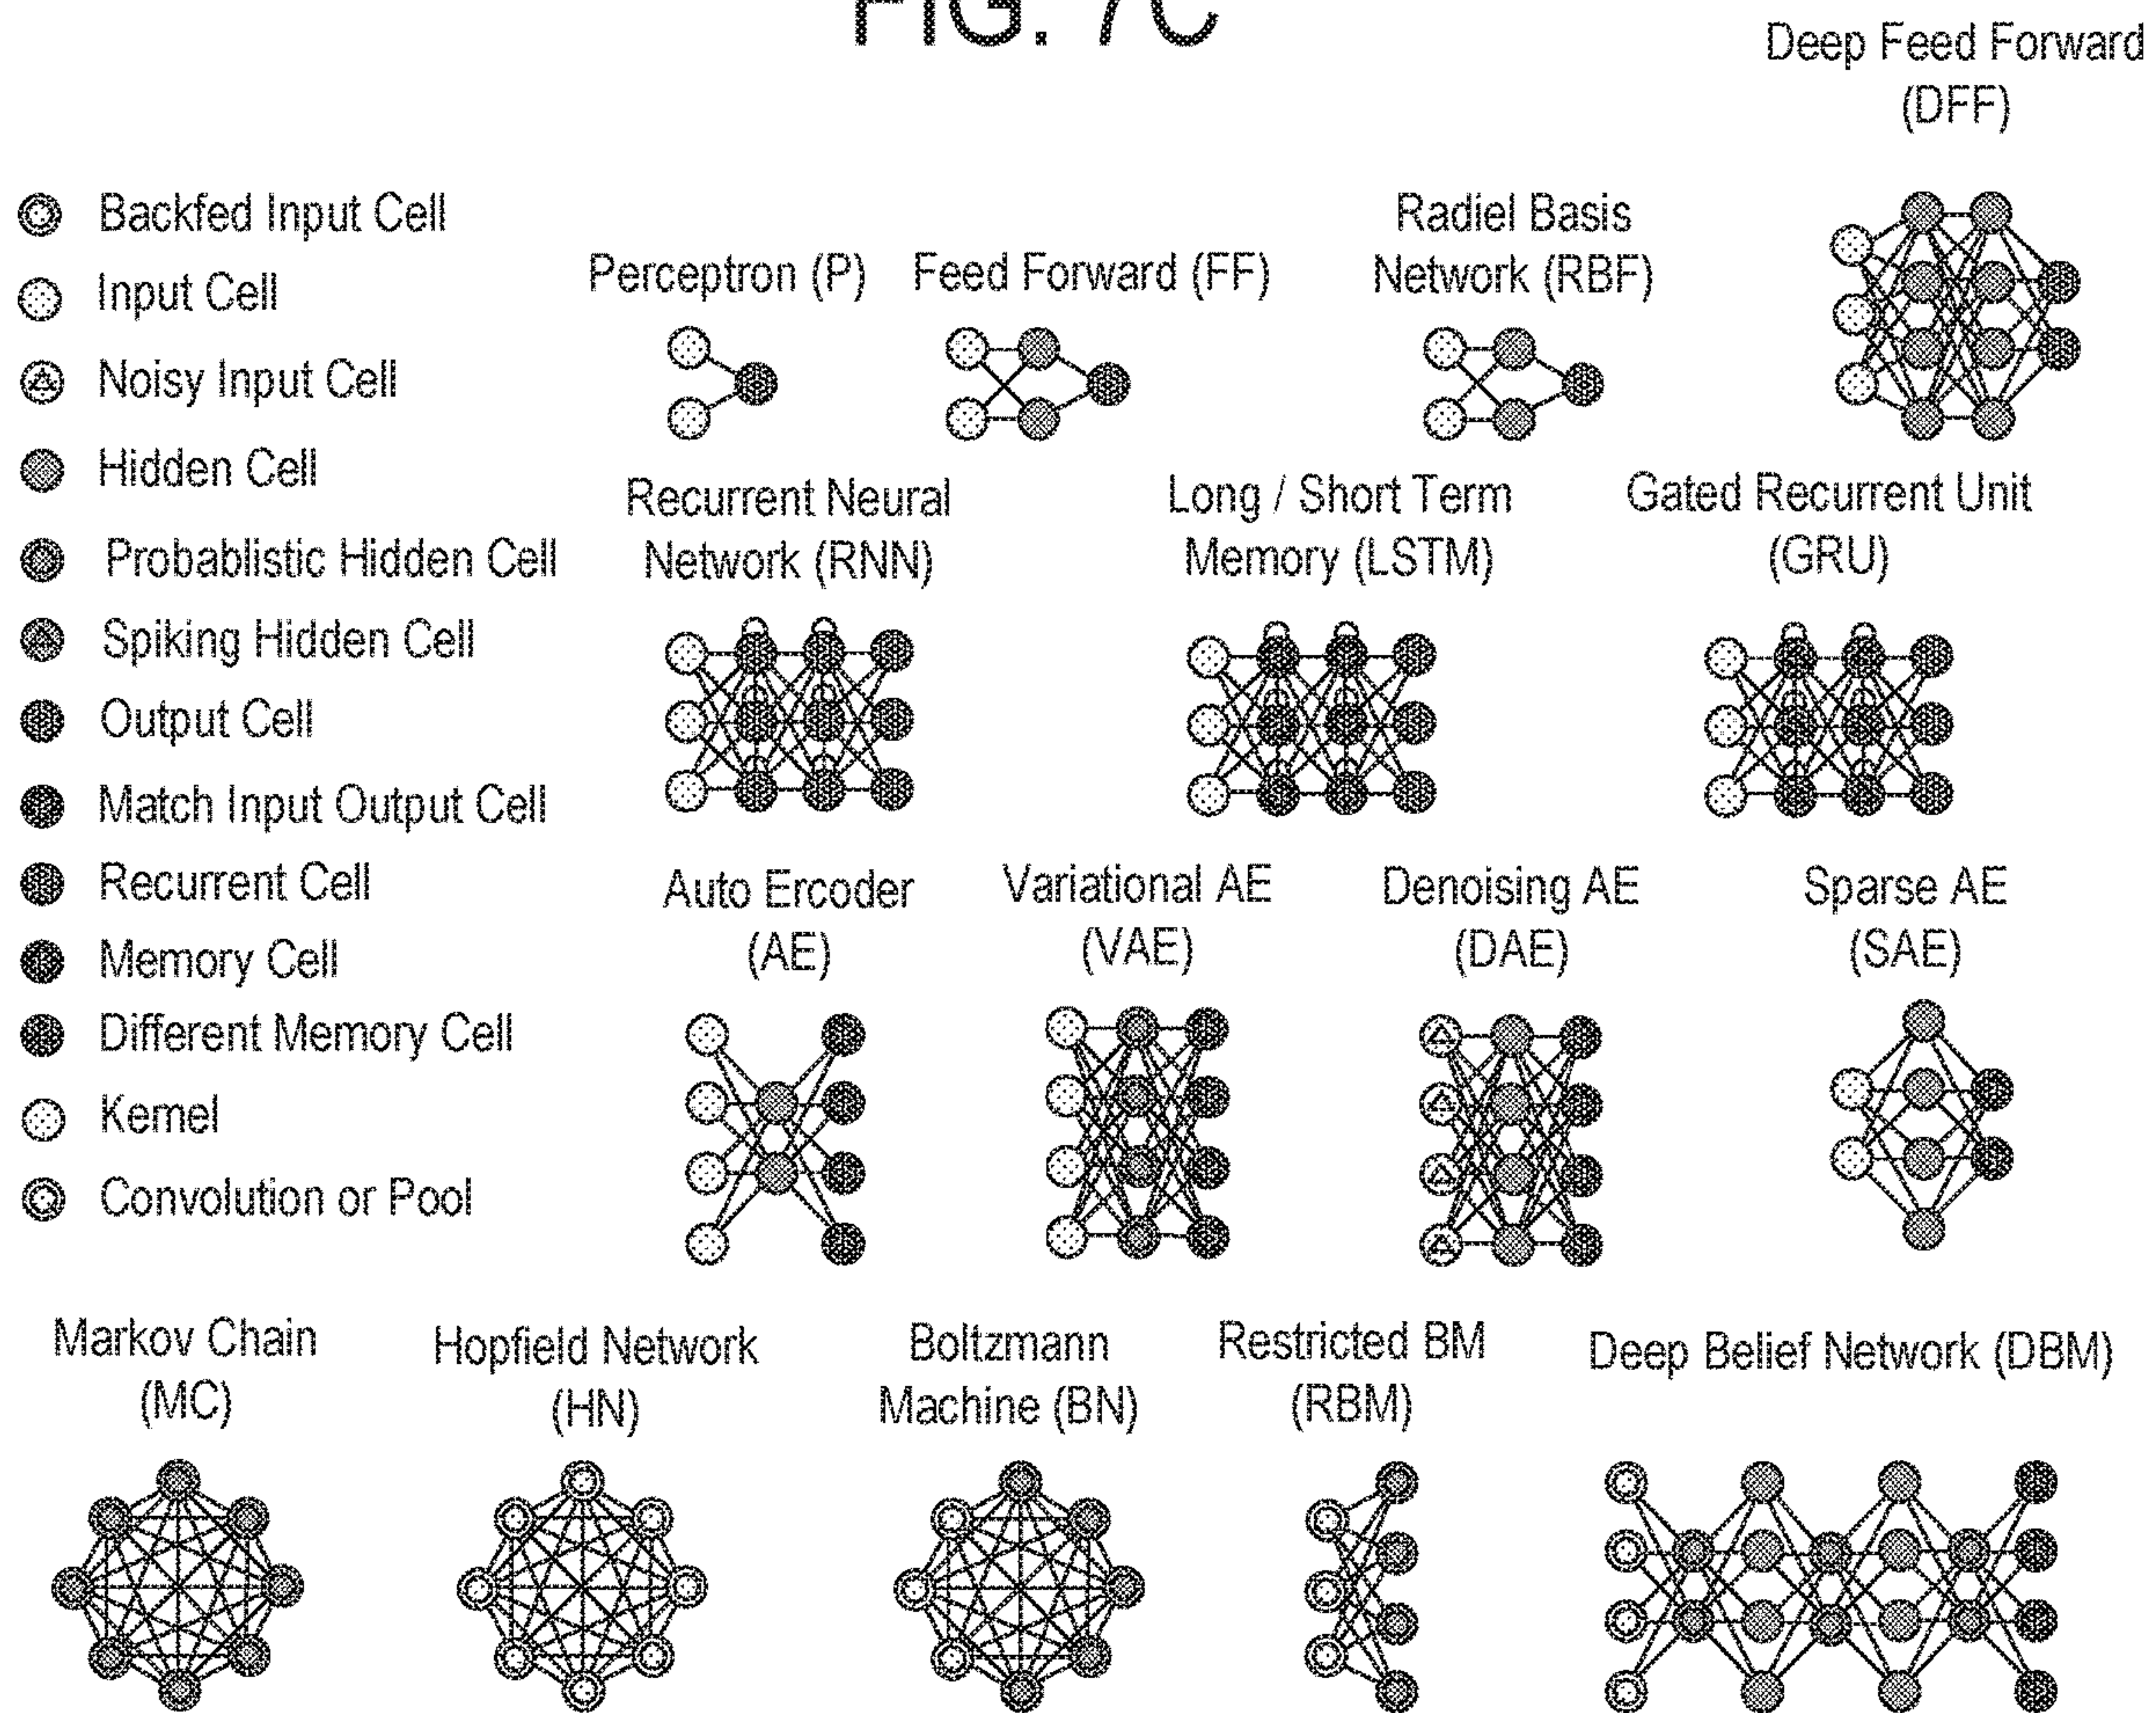 FIG. 7C
Deep Feed Forward
(DFF)
Backfed Input Cell
Input Cell
Noisy Input Cell
Hidden Cell
Probablistic Hidden Cell
Spiking Hidden Cell
Output Cell
Match Input Output Cell
Recurrent Cell
Memory Cell
Different Memory Cell
Kernel
Convolution or Pool
Perceptron (P)
Feed Forward (FF)
Radiel Basis
Network (RBF)
Recurrent Neural
Network (RNN)
Long / Short Term
Memory (LSTM)
Gated Recurrent Unit
(GRU)
Auto Ercoder
(AE)
Variational AE
(VAE)
Denoising AE
(DAE)
Sparse AE
(SAE)
Markov Chain
(MC)
Hopfield Network
(HN)
Boltzmann
Machine (BN)
Restricted BM
(RBM)
Deep Belief Network (DBM)